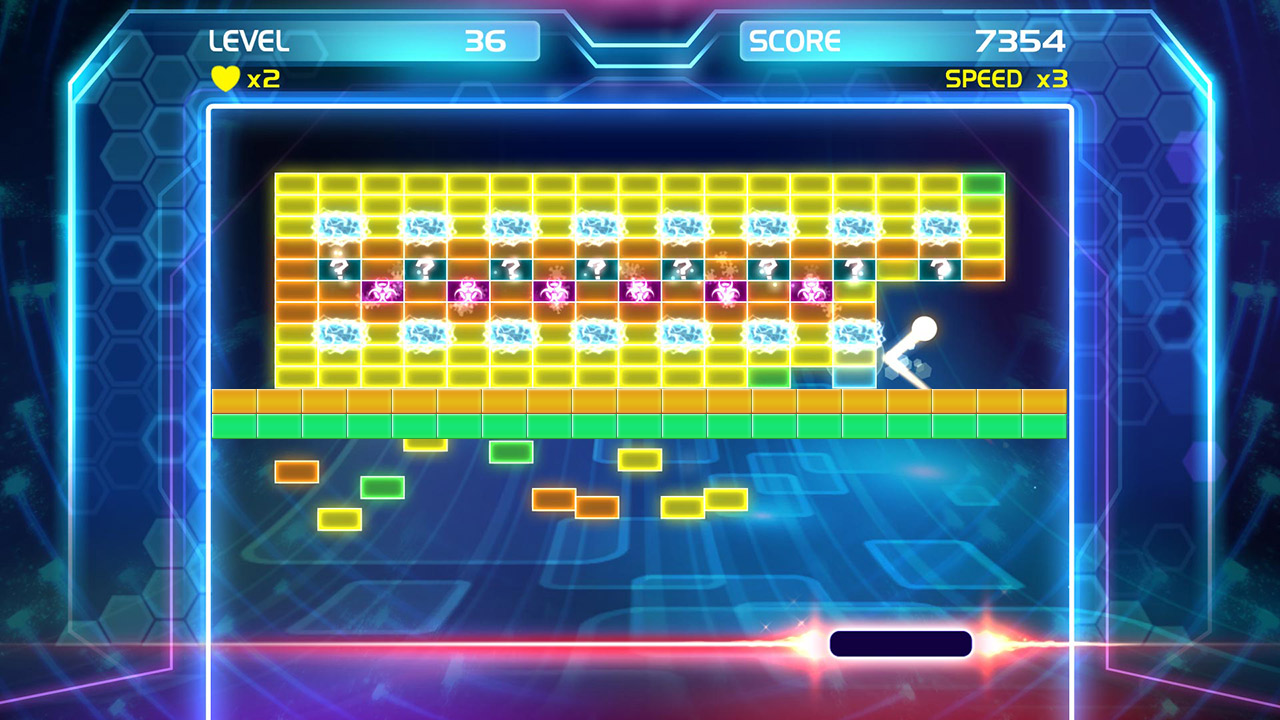 LEVEL 36
SCORE 7354
x2
SPEED x3
? ? ? ? ? ? ? ?